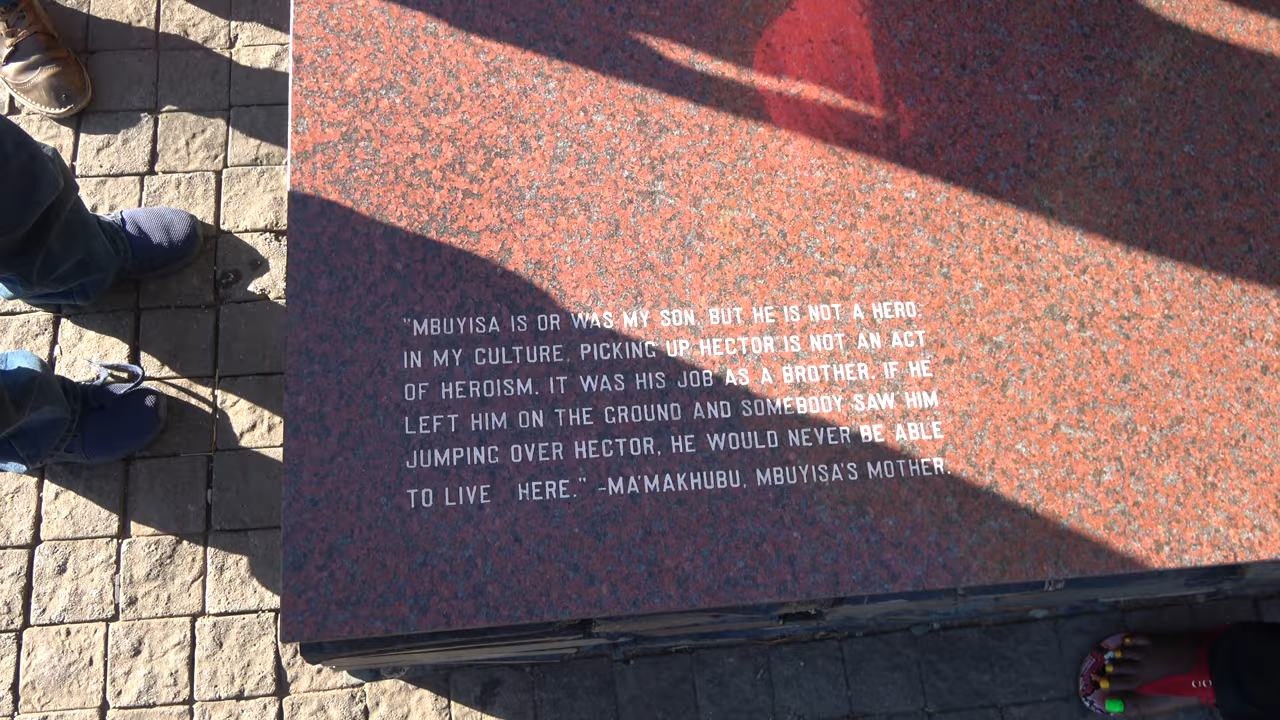 "MBUYISA IS OR WAS MY SON, BUT HE IS NOT A HERO.
IN MY CULTURE, PICKING UP HECTOR IS NOT AN ACT
OF HEROISM. IT WAS HIS JOB AS A BROTHER. IF HE
LEFT HIM ON THE GROUND AND SOMEBODY SAW HIM
JUMPING OVER HECTOR, HE WOULD NEVER BE ABLE
TO LIVE HERE." -MA'MAKHUBU, MBUYISA'S MOTHER.